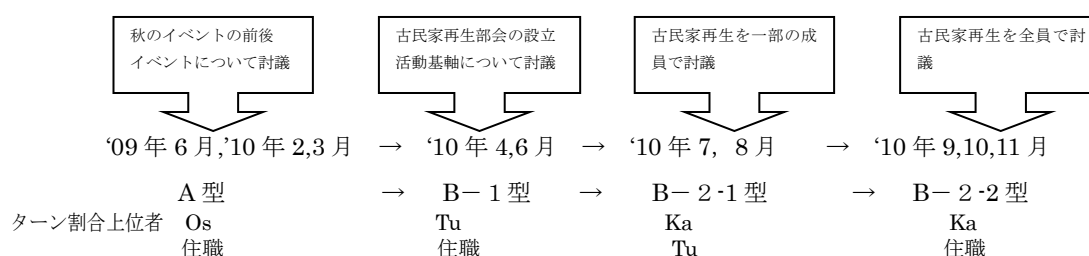 秋のイベントの前後
イベントについて討議
古民家再生部会の設立
活動基軸について討議
古民家再生を一部の成
員で討議
古民家再生を全員で討
議
‘09 年 6 月,’10 年 2,3 月 → ‘10 年 4,6 月 → ‘10 年 7, 8 月 → ‘10 年 9,10,11 月
A 型 → B－1 型 → B－2-1 型 → B－2-2 型
ターン割合上位者 Os Tu Ka Ka
住職 住職 Tu 住職